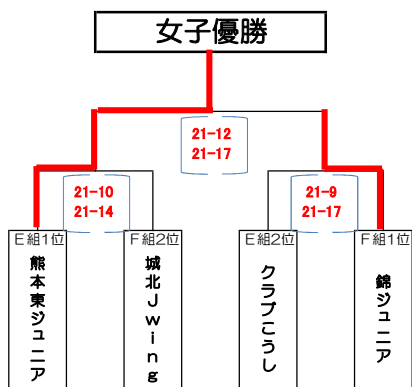 女子優勝
21-12
21-17
21-10
21-14
21-9
21-17
E組1位
F組2位
E組2位
F組1位
熊本東ジュニア
城北Jwing
クラブこうし
錦ジュニア